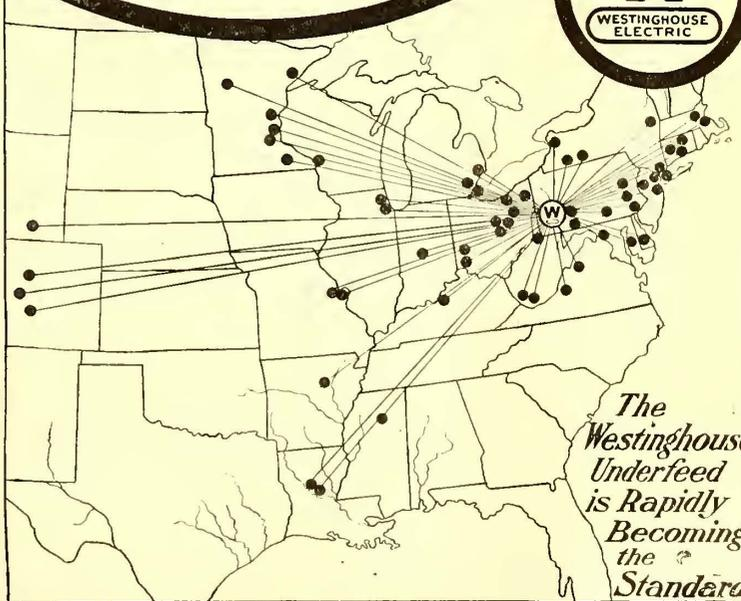 WESTINGHOUSE
ELECTRIC
W
The
Westinghouse
Underfeed
is Rapidly
Becoming
the
Standard